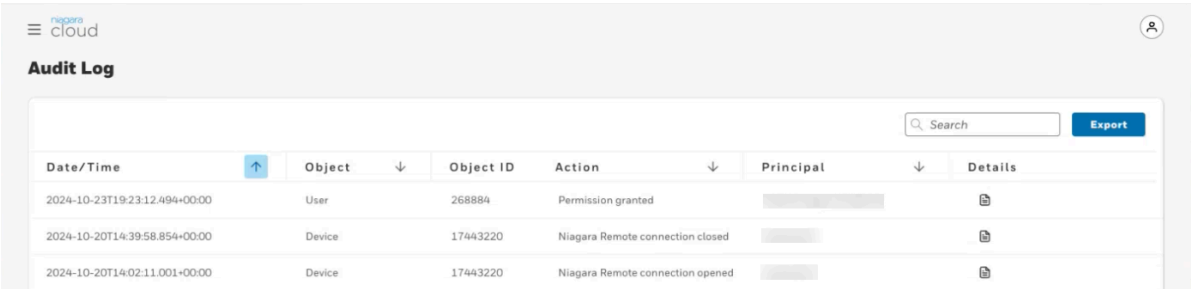 niagara
cloud
Audit Log
Search
Export
Date/Time Object Object ID Action Principal Details
2024-10-23T19:23:12.494+00:00 User 268884 Permission granted
2024-10-20T14:39:58.854+00:00 Device 17443220 Niagara Remote connection closed
2024-10-20T14:02:11.001+00:00 Device 17443220 Niagara Remote connection opened